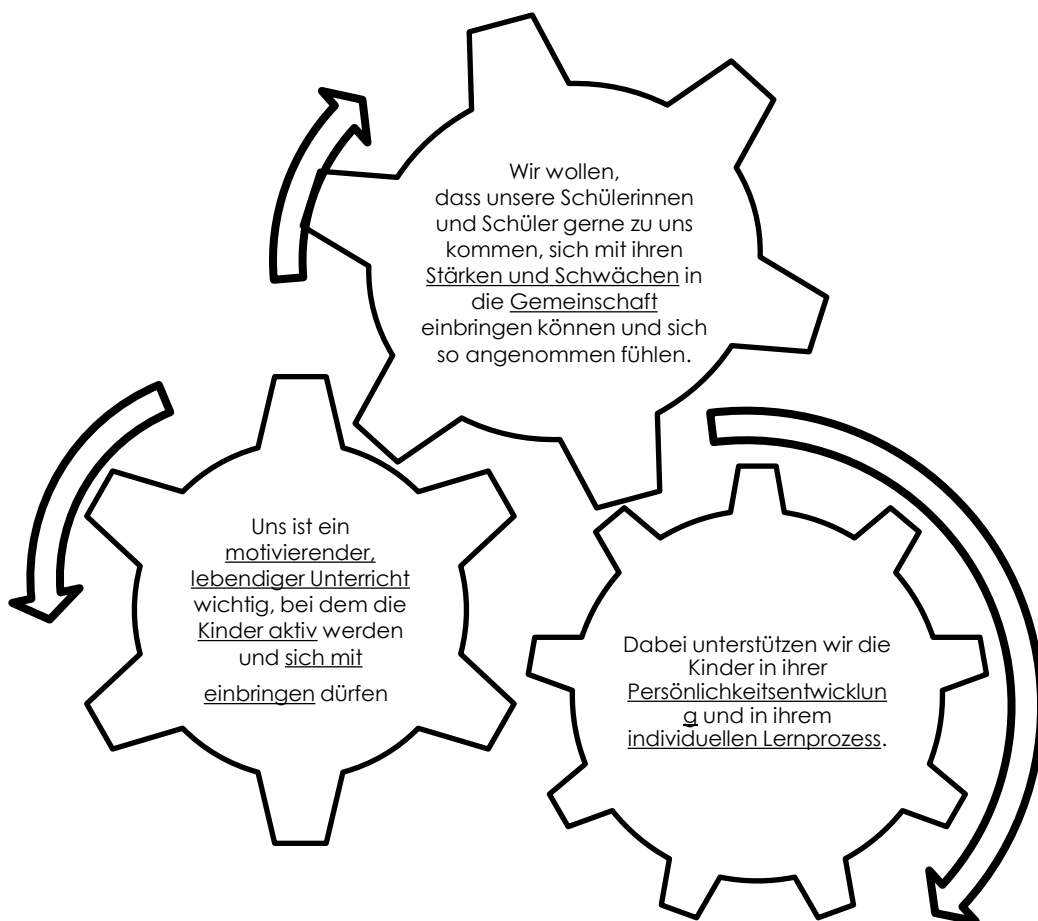 Wir wollen,
dass unsere Schülerinnen
und Schüler gerne zu uns
kommen, sich mit ihren
Stärken und Schwächen in
die Gemeinschaft
einbringen können und sich
so angenommen fühlen.
Uns ist ein
motivierender,
lebendiger Unterricht
wichtig, bei dem die
Kinder aktiv werden
und sich mit
einbringen dürfen
Dabei unterstützen wir die
Kinder in ihrer
Persönlichkeitsentwicklun
g und in ihrem
individuellen Lernprozess.